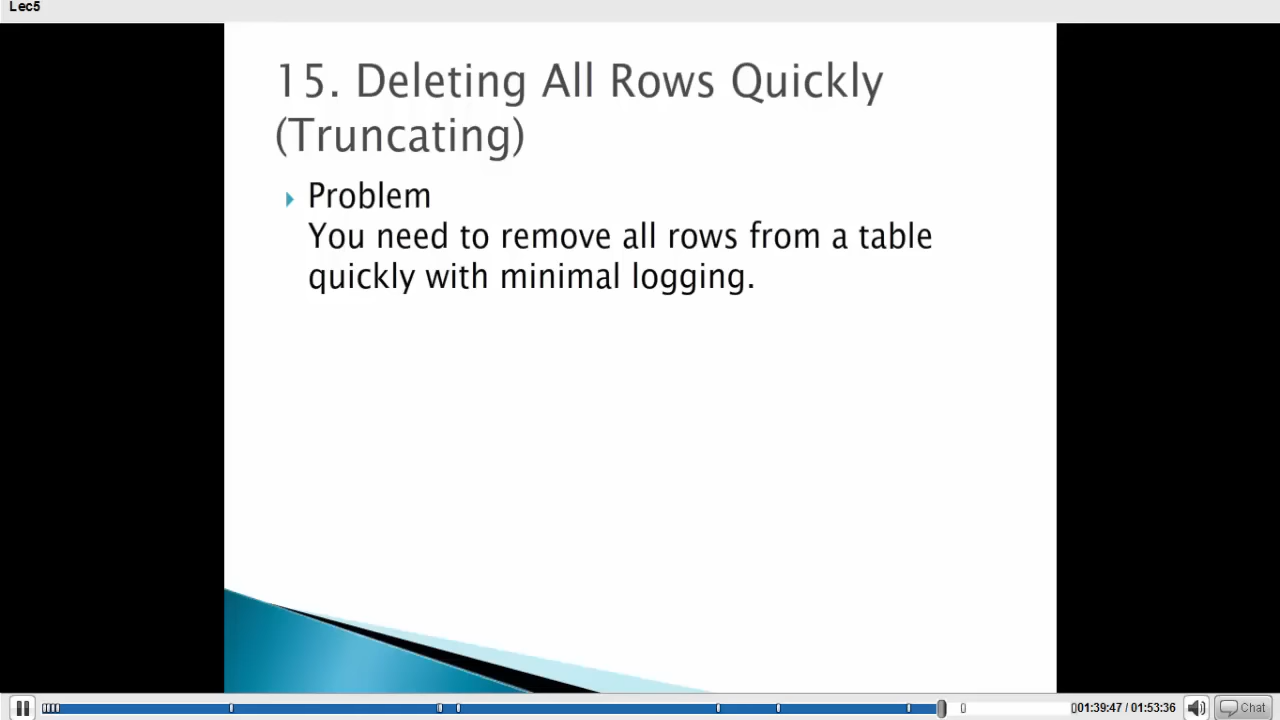 Lec5
15. Deleting All Rows Quickly
(Truncating)
Problem
You need to remove all rows from a table
quickly with minimal logging.
01:39:47 / 01:53:36
Chat